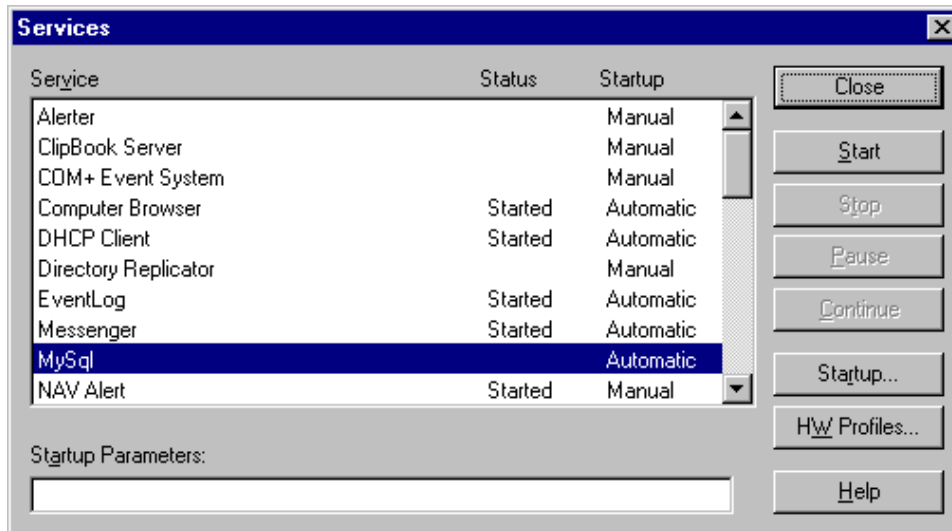 Services
Service Status Startup
Alerter Manual
ClipBook Server Manual
COM+ Event System Manual
Computer Browser Started Automatic
DHCP Client Started Automatic
Directory Replicator Manual
EventLog Started Automatic
Messenger Started Automatic
MySql Automatic
NAV Alert Started Manual
Startup Parameters:
Close
Start
Stop
Pause
Continue
Startup...
HW Profiles...
Help